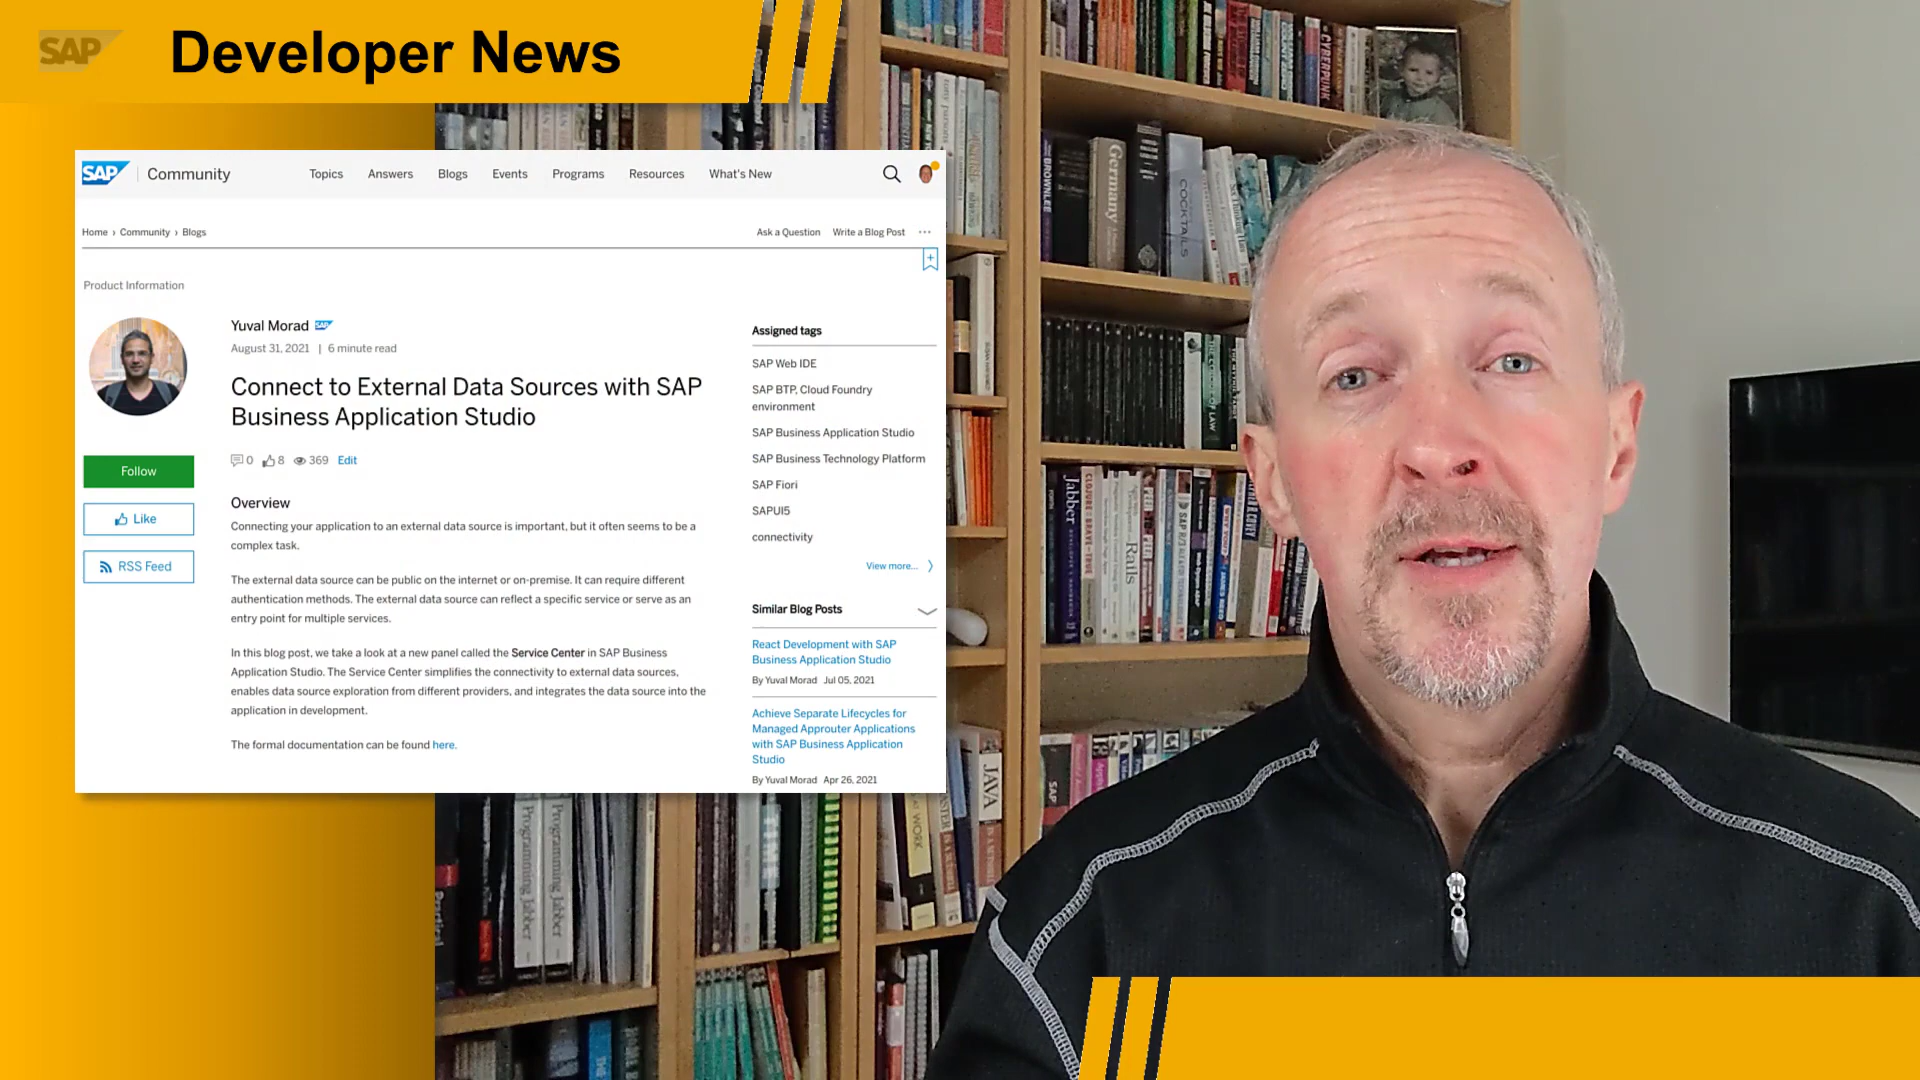 SAP Developer News
SAP Community Topics Answers Blogs Events Programs Resources What's New
Home › Community › Blogs Ask a Question Write a Blog Post ...
Product Information
Yuval Morad SAP
August 31, 2021 | 6 minute read
Connect to External Data Sources with SAP
Business Application Studio
0 8 369 Edit
Follow
Like
RSS Feed
Overview
Connecting your application to an external data source is important, but it often seems to be a
complex task.
The external data source can be public on the internet or on-premise. It can require different
authentication methods. The external data source can reflect a specific service or serve as an
entry point for multiple services.
In this blog post, we take a look at a new panel called the Service Center in SAP Business
Application Studio. The Service Center simplifies the connectivity to external data sources,
enables data source exploration from different providers, and integrates the data source into the
application in development.
The formal documentation can be found here.
Assigned tags
SAP Web IDE
SAP BTP, Cloud Foundry
environment
SAP Business Application Studio
SAP Business Technology Platform
SAP Fiori
SAPUI5
connectivity
View more...
Similar Blog Posts
React Development with SAP
Business Application Studio
By Yuval Morad Jul 05, 2021
Achieve Separate Lifecycles for
Managed Approuter Applications
with SAP Business Application
Studio
By Yuval Morad Apr 26, 2021
CYBERPUNK
BROWNLEE
Germany
COCKTAILS
Jabber
Rails
JAVA
SAP
AT WORK
Programming Jabber
Programming Jabber